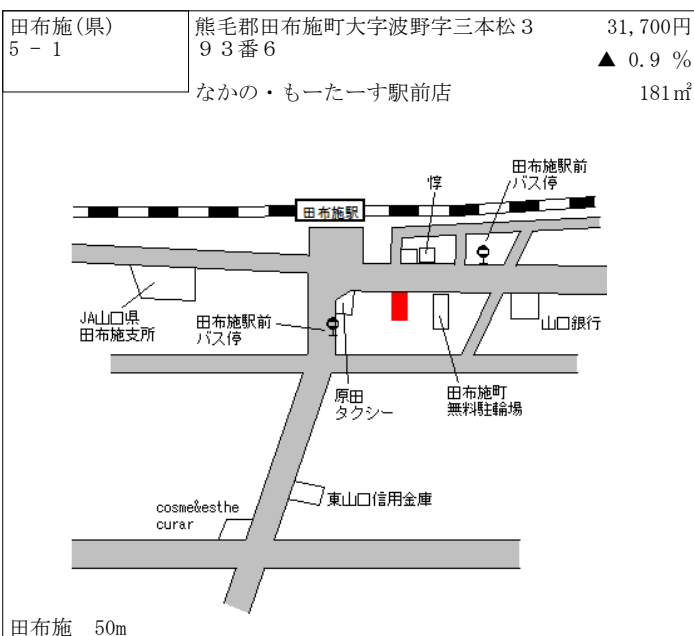 田布施(県)
5 - 1
熊毛郡田布施町大字波野字三本松3
93番6
なかの・もーたーす駅前店
31,700円
▲ 0.9 %
181㎡
田布施駅前
バス停
惇
田布施駅
JA山口県
田布施支所
田布施駅前
バス停
山口銀行
原田
タクシー
田布施町
無料駐輪場
東山口信用金庫
cosme&esthe
curar
田布施 50m